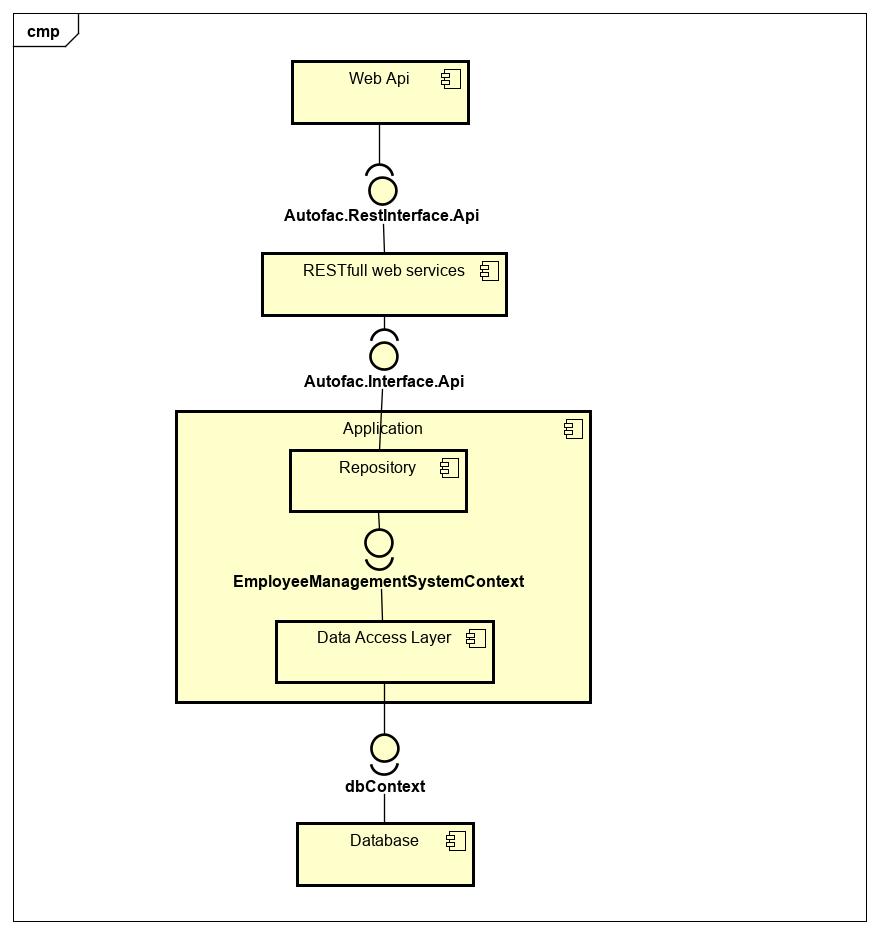 cmp
Web Api
Autofac.RestInterface.Api
RESTfull web services
Autofac.Interface.Api
Application
Repository
EmployeeManagementSystemContext
Data Access Layer
dbContext
Database